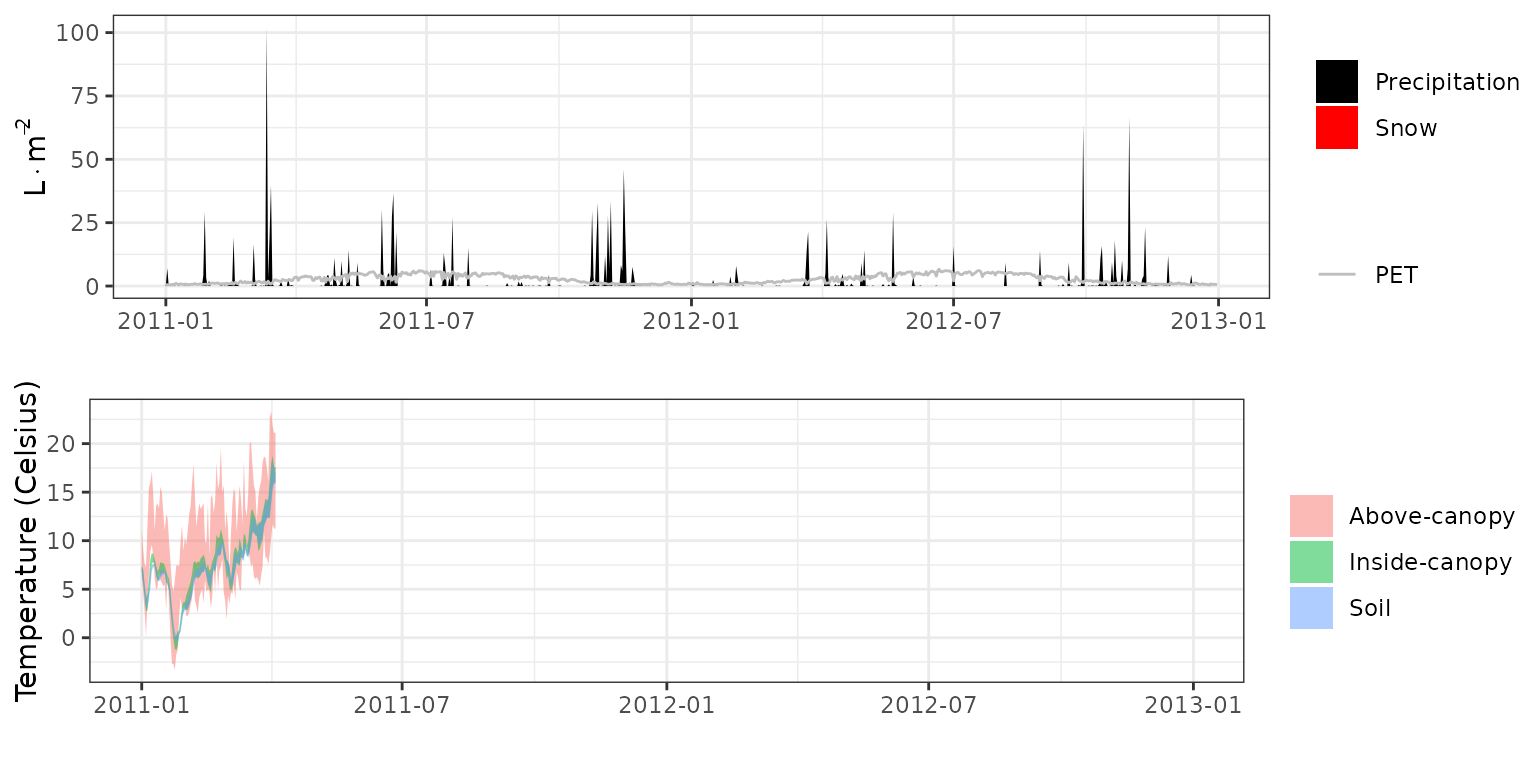 100
75
50
25
0
L · m⁻²
2011-01 2011-07 2012-01 2012-07 2013-01
Precipitation
Snow
PET
20
15
10
5
0
Temperature (Celsius)
2011-01 2011-07 2012-01 2012-07 2013-01
Above-canopy
Inside-canopy
Soil